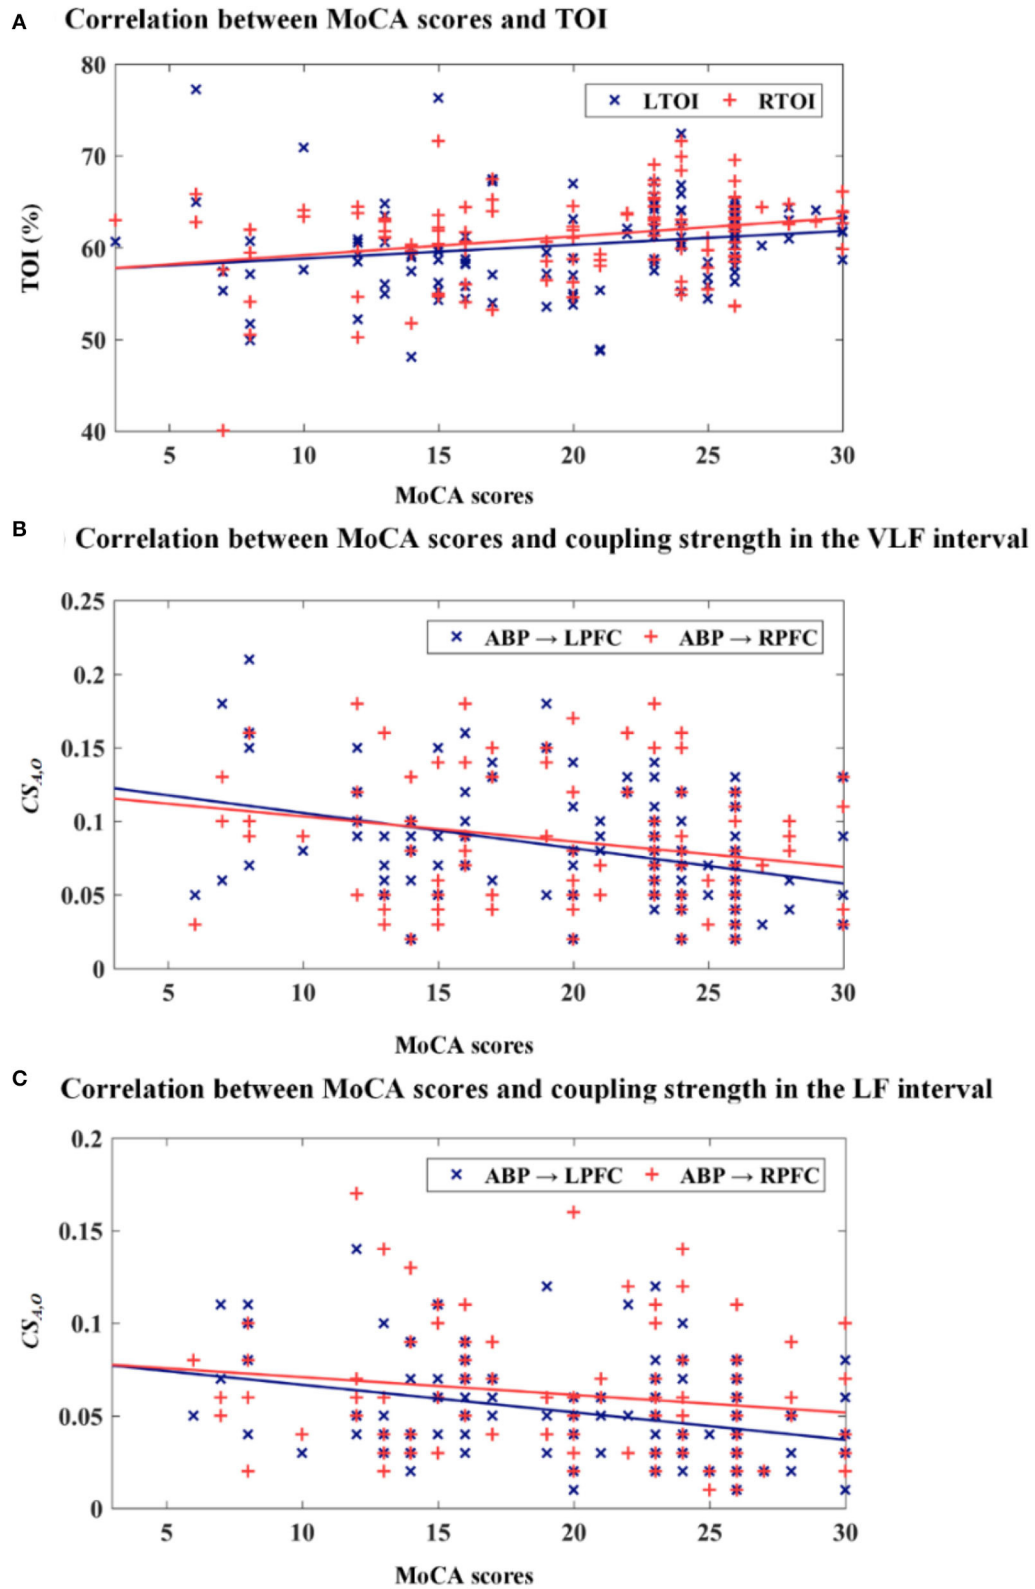 A Correlation between MoCA scores and TOI
80
70
60
50
40
TOI (%)
× LTOI + RTOI
5 10 15 20 25 30
MoCA scores
B ) Correlation between MoCA scores and coupling strength in the VLF interval
0.25
0.2
0.15
0.1
0.05
0
CS_A,O
× ABP → LPFC + ABP → RPFC
5 10 15 20 25 30
MoCA scores
C Correlation between MoCA scores and coupling strength in the LF interval
0.2
0.15
0.1
0.05
0
CS_A,O
× ABP → LPFC + ABP → RPFC
5 10 15 20 25 30
MoCA scores